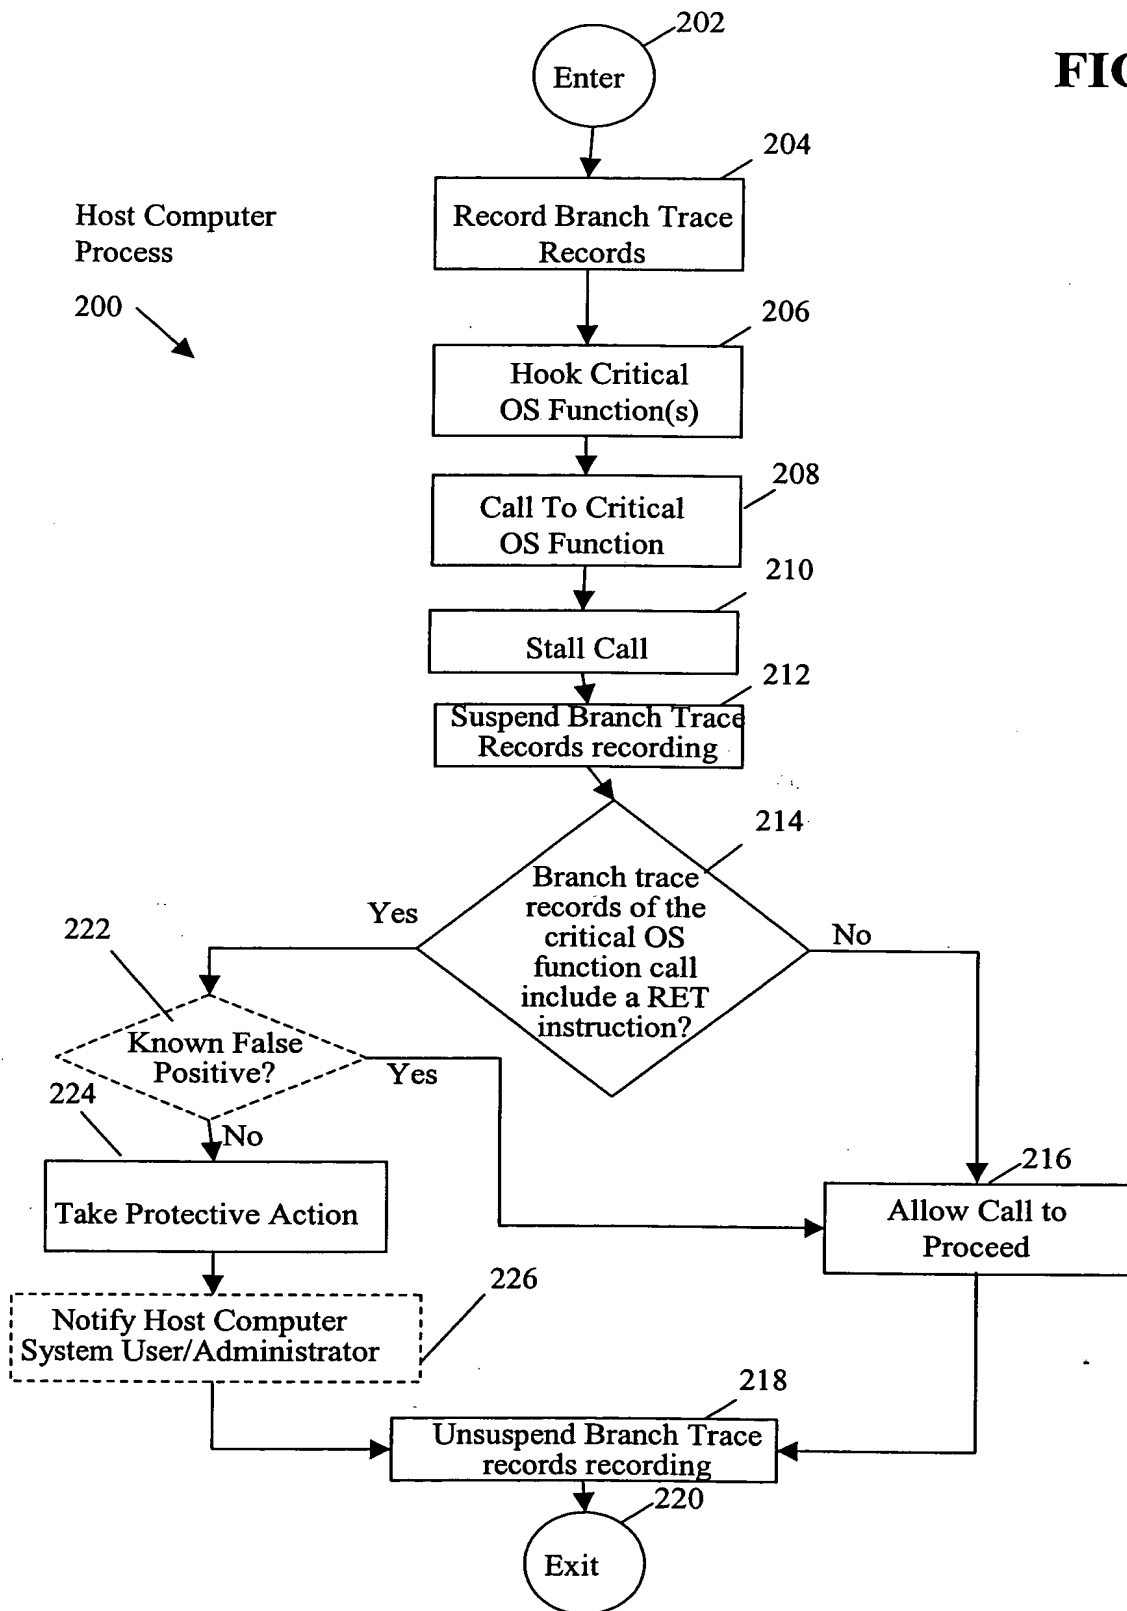 202
FIG
Enter
204
Host Computer
Process
Record Branch Trace
Records
200
206
Hook Critical
OS Function(s)
208
Call To Critical
OS Function
210
Stall Call
212
Suspend Branch Trace
Records recording
214
Branch trace
records of the
critical OS
function call
include a RET
instruction?
Yes
No
222
Known False
Positive?
Yes
224
No
216
Take Protective Action
Allow Call to
Proceed
226
Notify Host Computer
System User/Administrator
218
Unsuspend Branch Trace
records recording
220
Exit